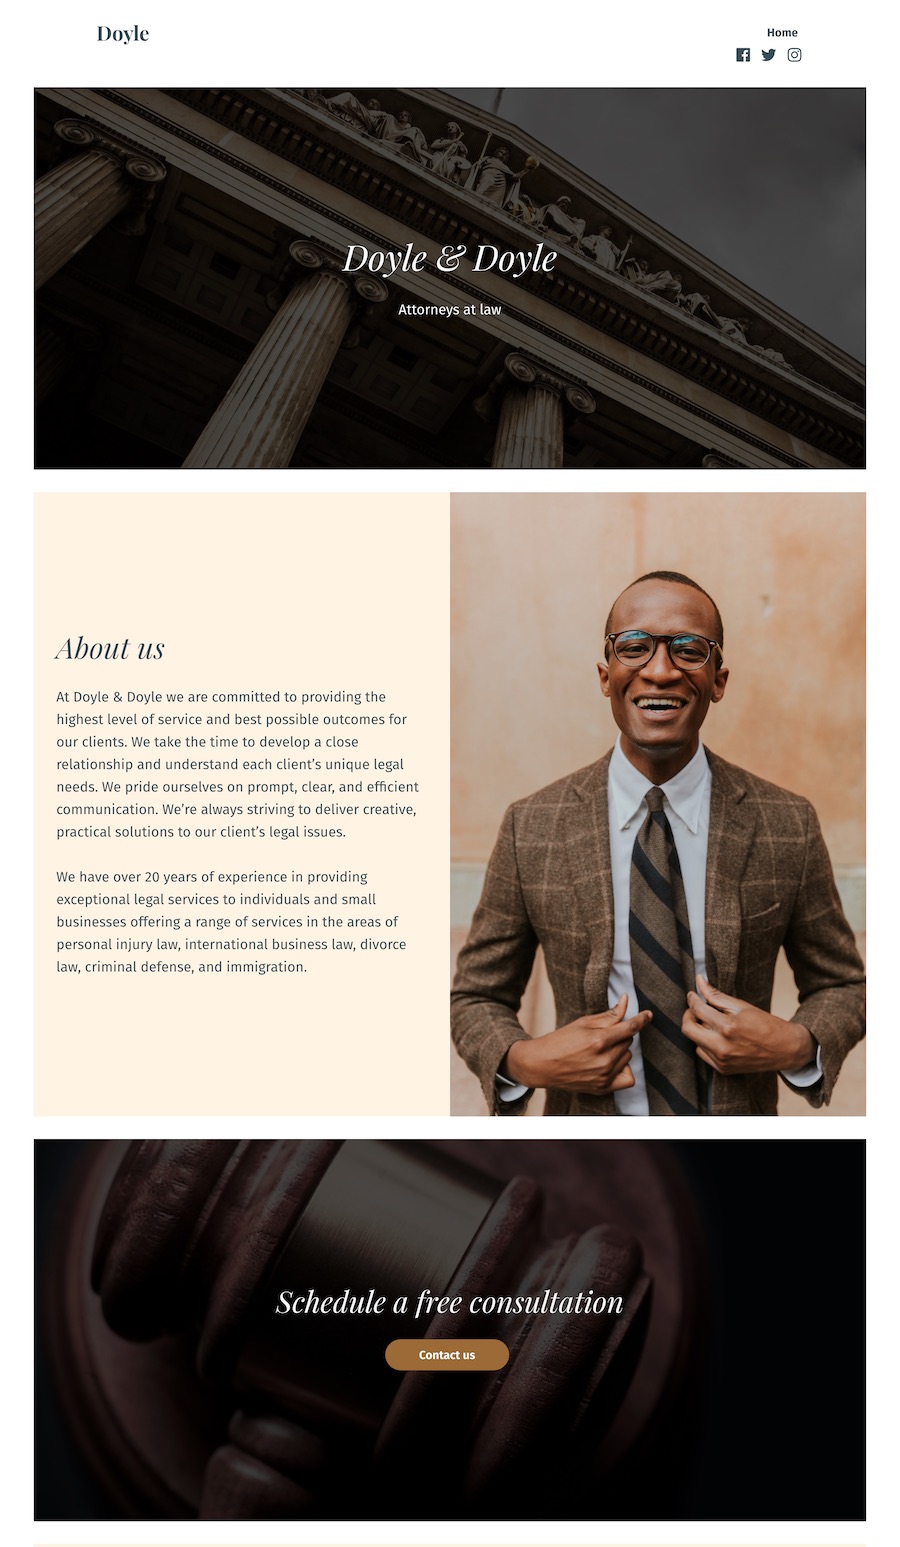 Doyle
Home
Doyle & Doyle
Attorneys at law
About us
At Doyle & Doyle we are committed to providing the
highest level of service and best possible outcomes for
our clients. We take the time to develop a close
relationship and understand each client’s unique legal
needs. We pride ourselves on prompt, clear, and efficient
communication. We’re always striving to deliver creative,
practical solutions to our client’s legal issues.
We have over 20 years of experience in providing
exceptional legal services to individuals and small
businesses offering a range of services in the areas of
personal injury law, international business law, divorce
law, criminal defense, and immigration.
Schedule a free consultation
Contact us